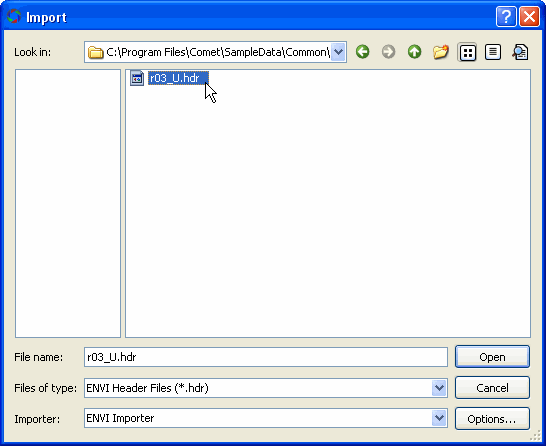 Import
Look in: C:\Program Files\Comet\SampleData\Common\
r03_U.hdr
File name: r03_U.hdr Open
Files of type: ENVI Header Files (*.hdr) Cancel
Importer: ENVI Importer Options...